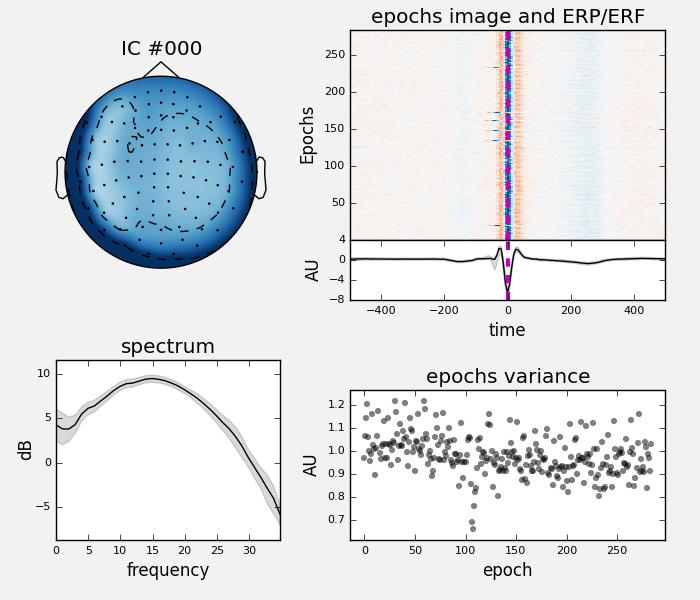 IC #000
epochs image and ERP/ERF
Epochs
250
200
150
100
50
4
0
−4
−8
AU
−400 −200 0 200 400
time
spectrum
10
5
0
−5
dB
0 5 10 15 20 25 30
frequency
epochs variance
1.2
1.1
1.0
0.9
0.8
0.7
AU
0 50 100 150 200 250
epoch